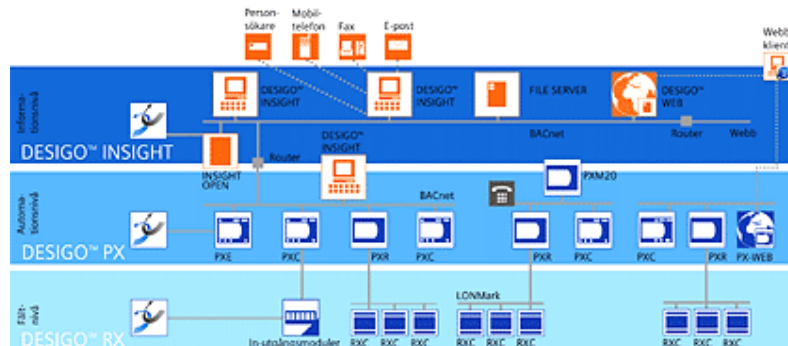 Person-
sökare
Mobil-
telefon
Fax
E-post
Webb
klient
Informa-
tionsnivå
DESIGO™ INSIGHT
DESIGO™
INSIGHT
DESIGO™
INSIGHT
FILE SERVER
DESIGO™
WEB
BACnet
Router
Webb
INSIGHT
OPEN
Router
DESIGO™
INSIGHT
Automa-
tionsnivå
DESIGO™ PX
BACnet
PXM20
PXE
PXC
PXR
PXC
PXR
PXC
PXC
PXR
PX-WEB
Fält-
nivå
DESIGO™ RX
LONMark
In-utgångsmoduler
RXC
RXC
RXC
RXC
RXC
RXC
RXC
RXC
RXC